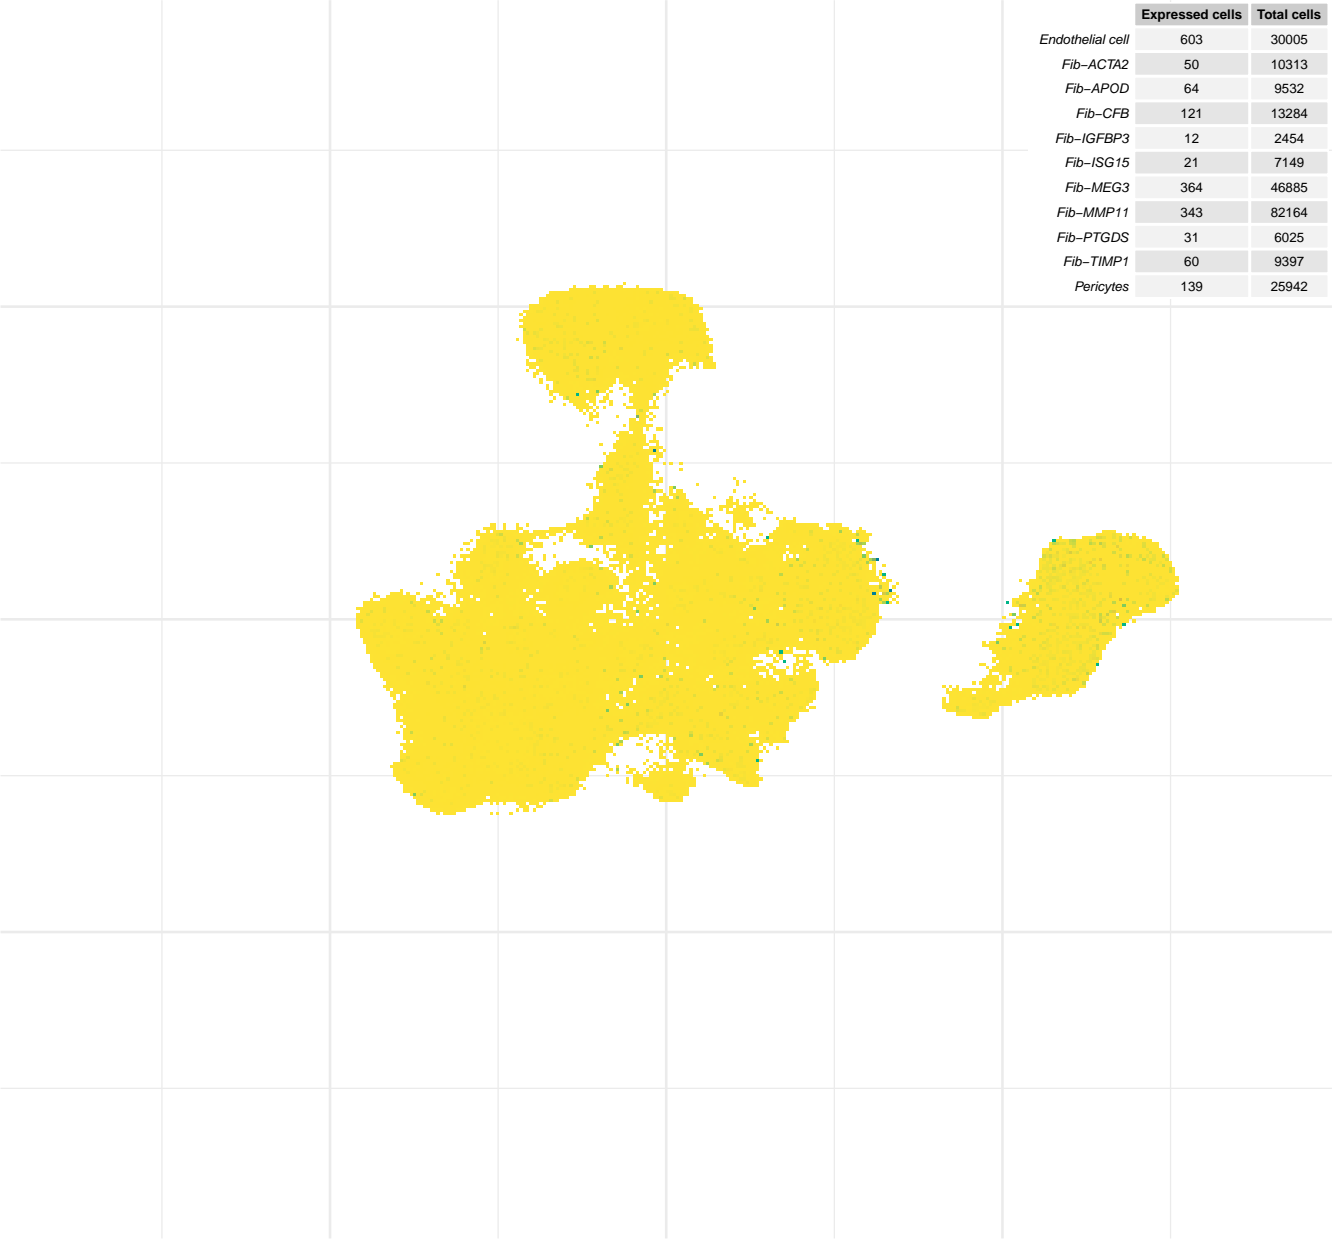 Expressed cells Total cells
Endothelial cell 603 30005
Fib−ACTA2 50 10313
Fib−APOD 64 9532
Fib−CFB 121 13284
Fib−IGFBP3 12 2454
Fib−ISG15 21 7149
Fib−MEG3 364 46885
Fib−MMP11 343 82164
Fib−PTGDS 31 6025
Fib−TIMP1 60 9397
Pericytes 139 25942